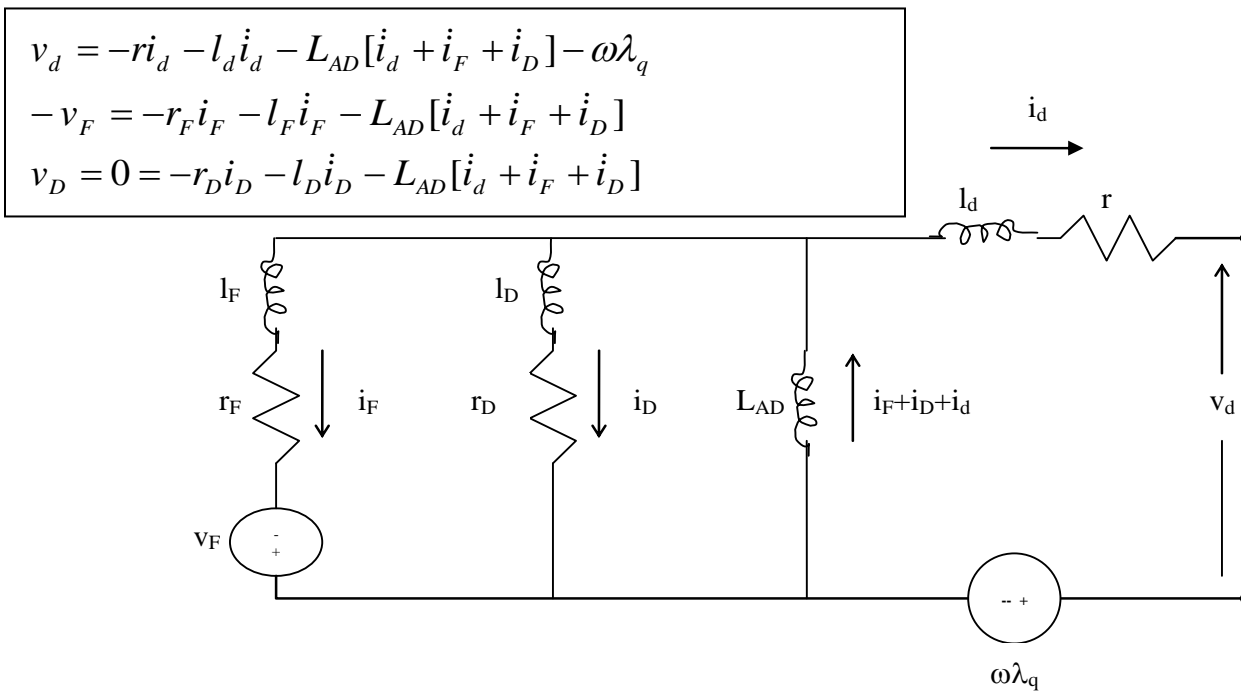 v_d = −ri_d − l_d i̇_d − L_AD[i̇_d + i̇_F + i̇_D] − ωλ_q
−v_F = −r_F i_F − l_F i̇_F − L_AD[i̇_d + i̇_F + i̇_D]
v_D = 0 = −r_D i_D − l_D i̇_D − L_AD[i̇_d + i̇_F + i̇_D]
i_d
l_d r
l_F l_D
r_F i_F r_D i_D L_AD i_F+i_D+i_d v_d
v_F - +
-- +
ωλ_q